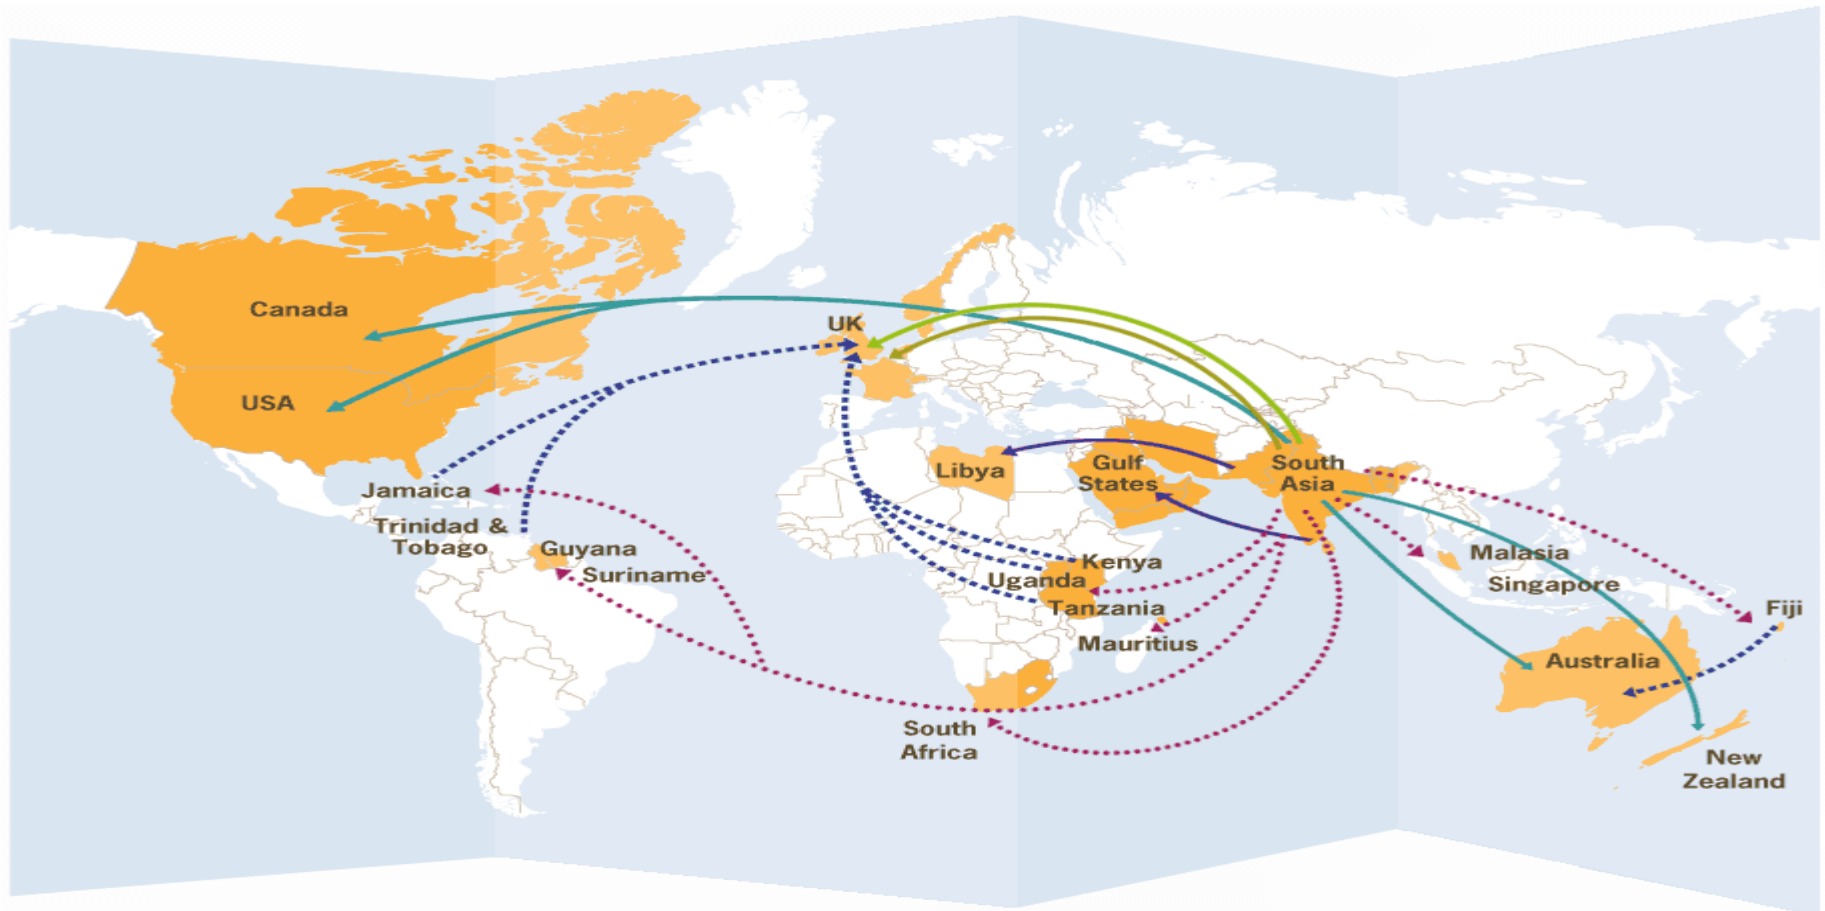 Canada
UK
USA
Jamaica
Trinidad &
Tobago
Guyana
Suriname
Libya
Gulf
States
South
Asia
Kenya
Uganda
Tanzania
Mauritius
South
Africa
Malasia
Singapore
Fiji
Australia
New
Zealand